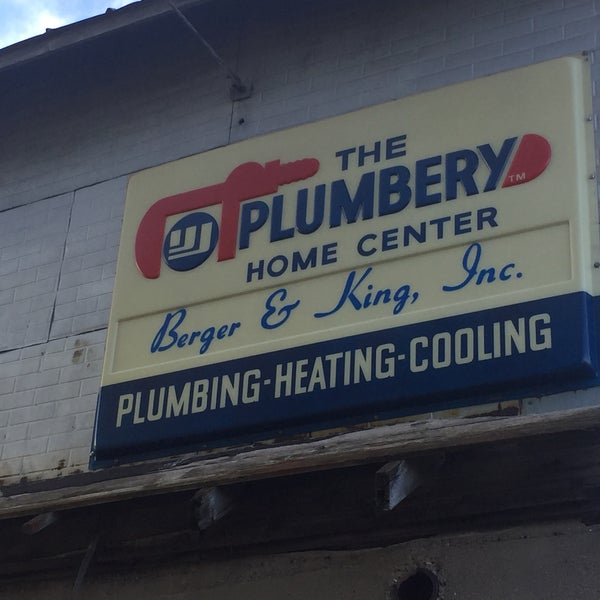 THE
PLUMBERY TM
HOME CENTER
Berger & King, Inc.
PLUMBING-HEATING-COOLING